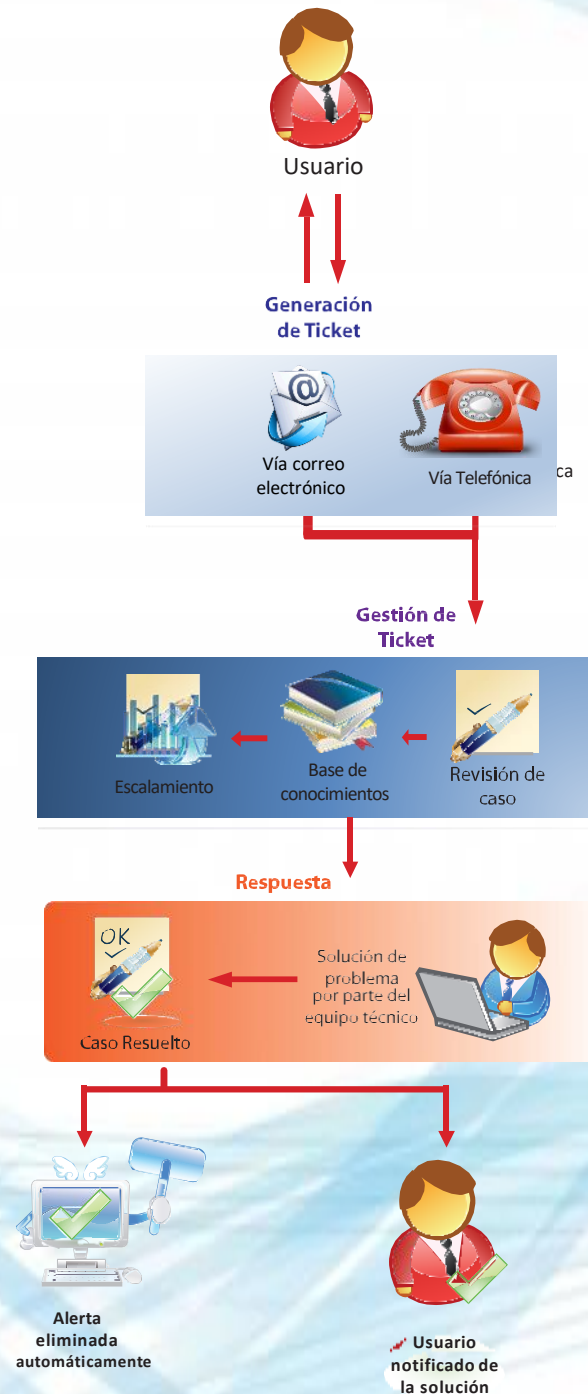 Usuario
Generación
de Ticket
@
Vía correo
electrónico
Vía Telefónica
ca
Gestión de
Ticket
Escalamiento
Base de
conocimientos
Revisión de
caso
Respuesta
OK
Caso Resuelto
Solución de
problema
por parte del
equipo técnico
Alerta
eliminada
automáticamente
Usuario
notificado de
la solución